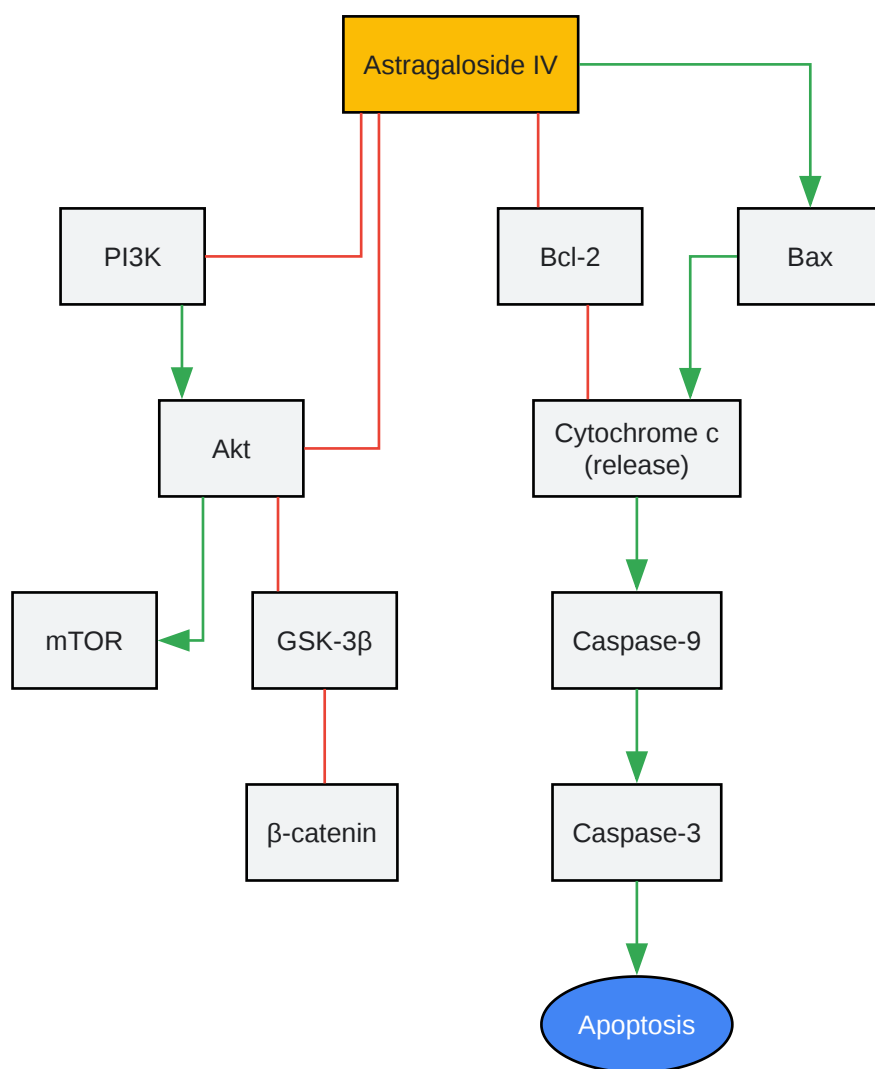 Astragaloside IV
PI3K
Bcl-2
Bax
Akt
Cytochrome c
(release)
mTOR
GSK-3β
Caspase-9
β-catenin
Caspase-3
Apoptosis